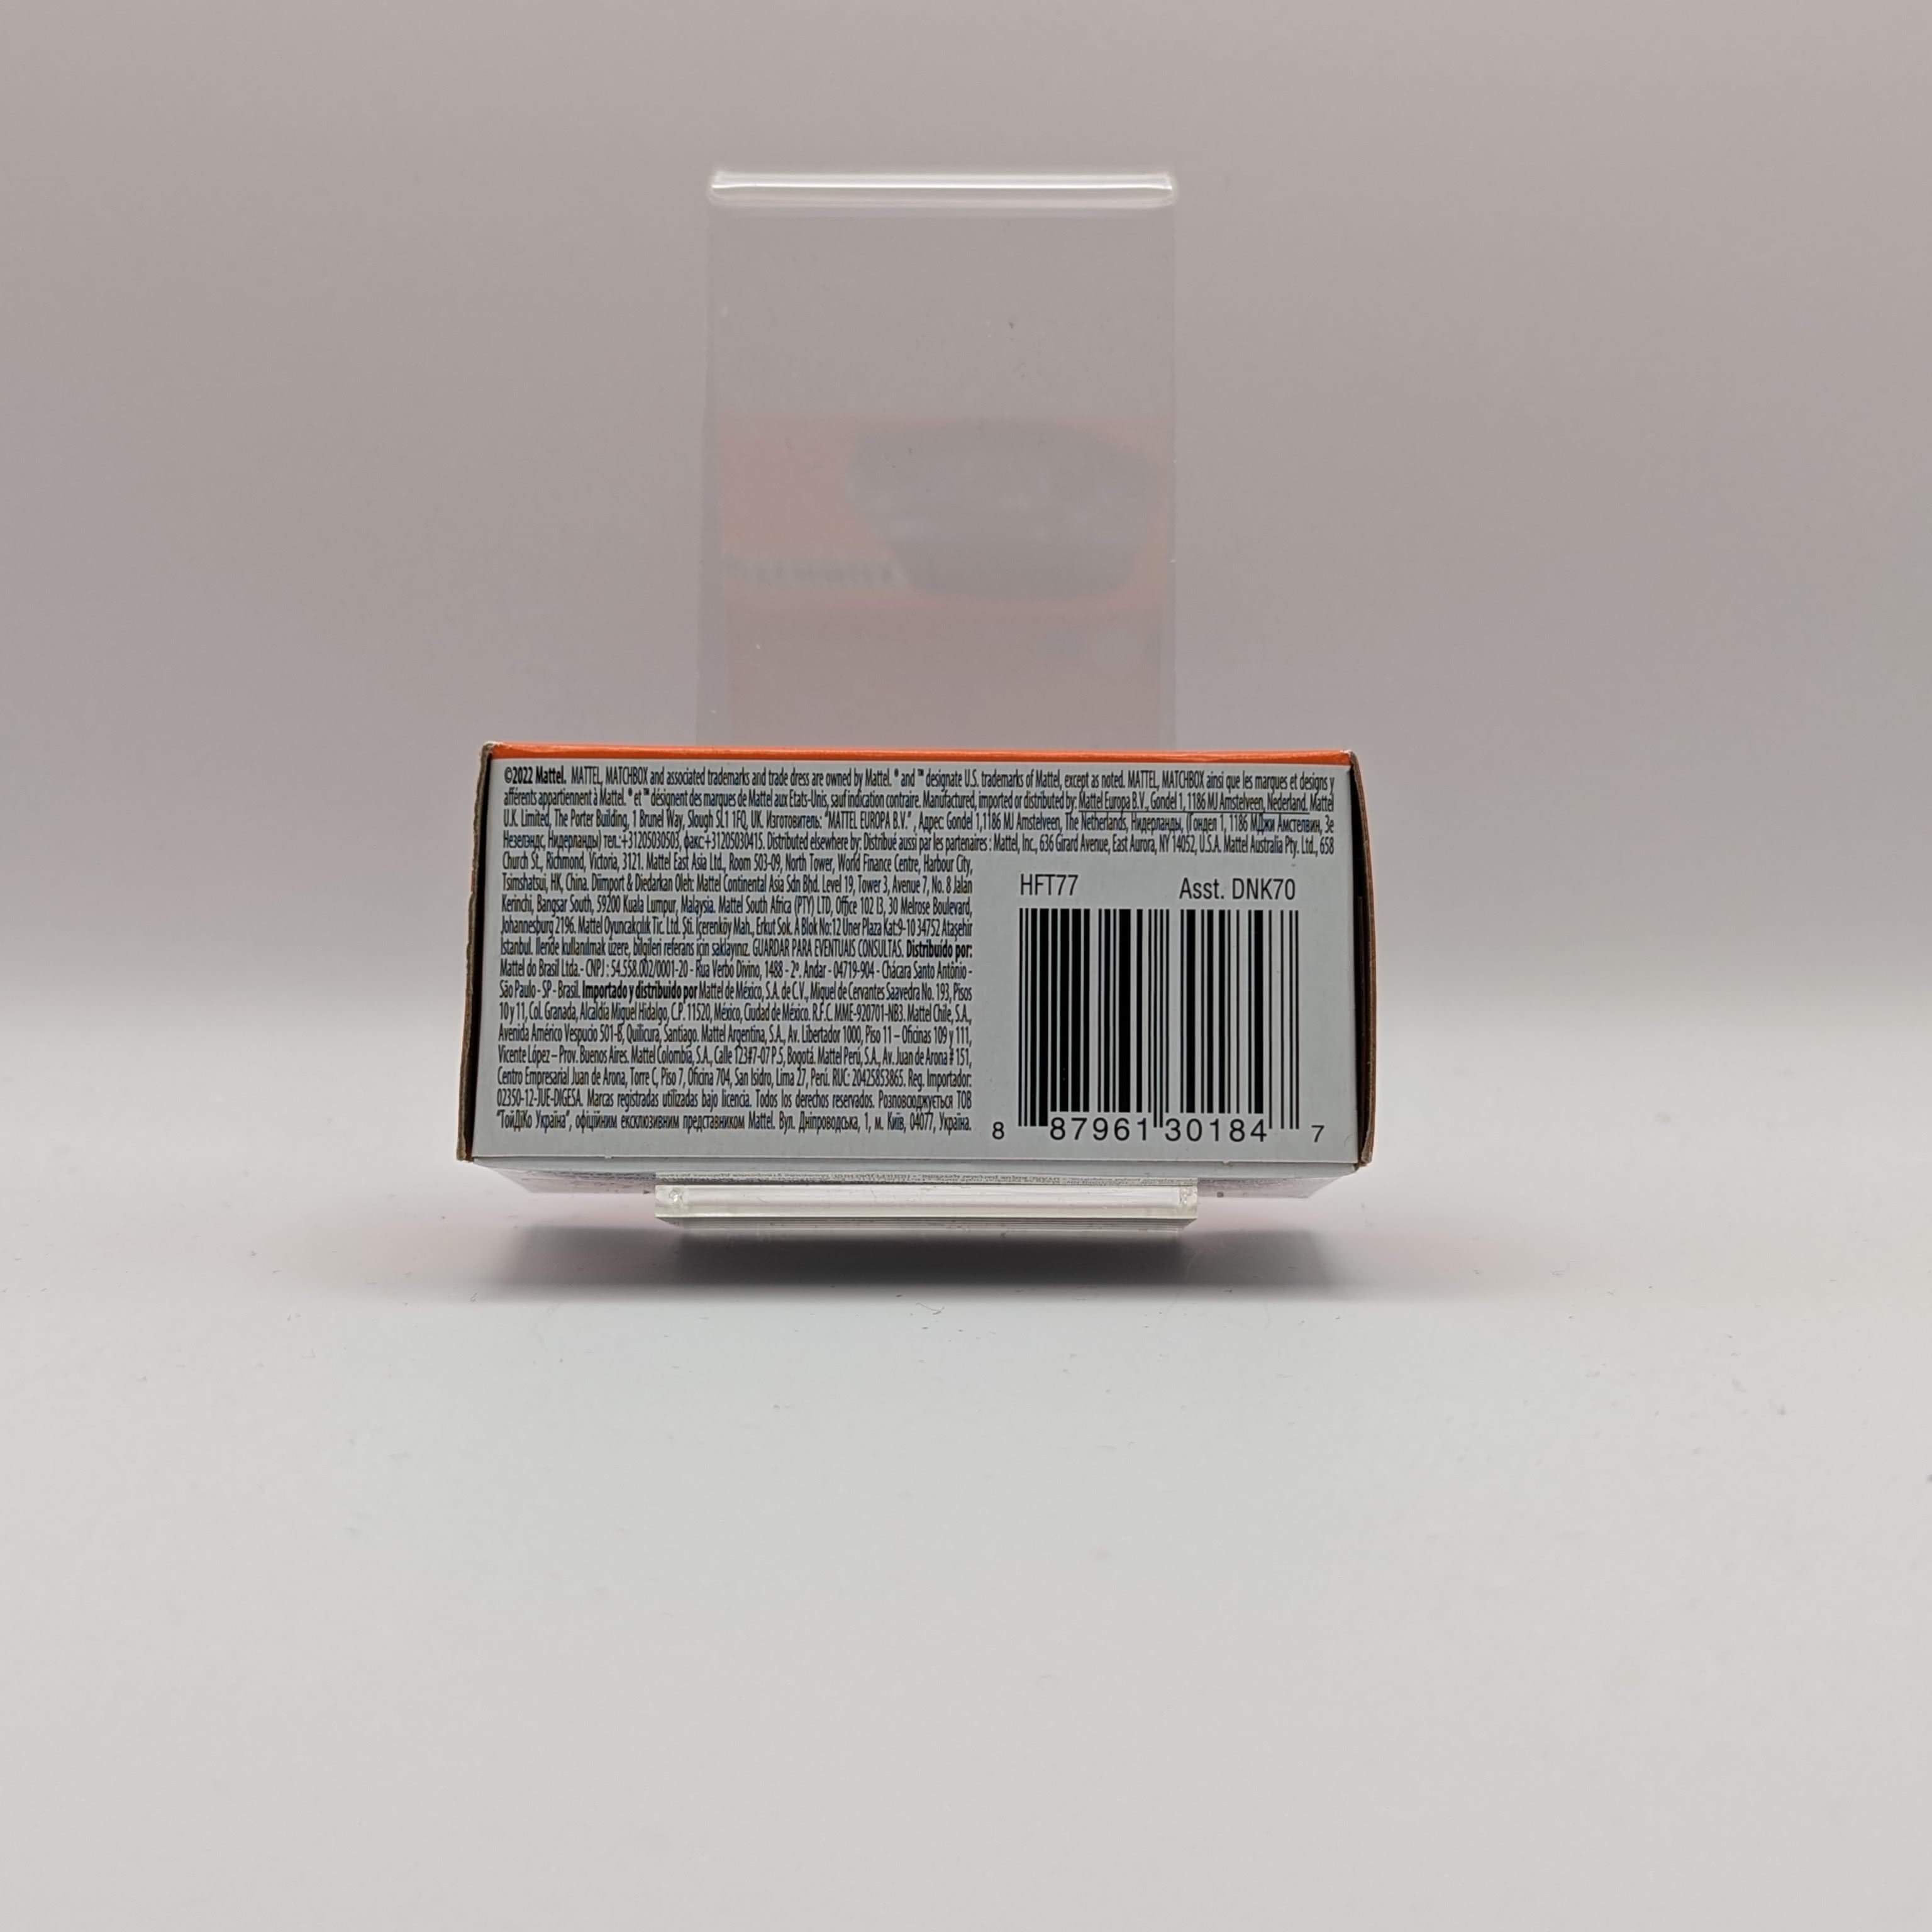 ©2022 Mattel. MATTEL, MATCHBOX and associated trademarks and trade dress are owned by Mattel. ® and ™ designate U.S. trademarks of Mattel, except as noted. MATTEL, MATCHBOX ainsi que les marques et designs y
afférents appartiennent à Mattel. ® et ™ désignent des marques de Mattel aux Etats-Unis, sauf indication contraire. Manufactured, imported or distributed by: Mattel Europa B.V., Gondel 1, 1186 MJ Amstelveen, Nederland. Mattel
U.K. Limited, The Porter Building, 1 Brunel Way, Slough SL1 1FQ, UK. Изготовитель: "MATTEL EUROPA B.V.", Адрес: Gondel 1,1186 MJ Amstelveen, The Netherlands, Нидерланды, (Гондел 1, 1186 МДжи Амстелвин, Зе
Незелэндс, Нидерланды) тел.:+31205030503, факс:+31205030415. Distributed elsewhere by: Distribué aussi par les partenaires : Mattel, Inc., 636 Girard Avenue, East Aurora, NY 14052, U.S.A. Mattel Australia Pty. Ltd., 658
Church St., Richmond, Victoria, 3121. Mattel East Asia Ltd., Room 503-09, North Tower, World Finance Centre, Harbour City,
Tsimshatsui, HK, China. Diimport & Diedarkan Oleh: Mattel Continental Asia Sdn Bhd. Level 19, Tower 3, Avenue 7, No. 8 Jalan
Kerinchi, Bangsar South, 59200 Kuala Lumpur, Malaysia. Mattel South Africa (PTY) LTD, Office 102 I3, 30 Melrose Boulevard,
Johannesburg 2196. Mattel Oyuncakçılık Tic. Ltd. Şti. İçerenköy Mah., Erkut Sok. A Blok No:12 Üner Plaza Kat:9-10 34752 Ataşehir
İstanbul. İleride kullanılmak üzere, bilgileri referans için saklayınız. GUARDAR PARA EVENTUAIS CONSULTAS. Distribuído por:
Mattel do Brasil Ltda.- CNPJ : 54.558.002/0001-20 - Rua Verbo Divino, 1488 - 2º. Andar - 04719-904 - Chácara Santo Antônio -
São Paulo - SP - Brasil. Importado y distribuido por Mattel de México, S.A. de C.V., Miguel de Cervantes Saavedra No. 193, Pisos
10 y 11, Col. Granada, Alcaldía Miguel Hidalgo, C.P. 11520, México, Ciudad de México. R.F.C. MME-920701-NB3. Mattel Chile, S.A.,
Avenida Américo Vespucio 501-B, Quilicura, Santiago. Mattel Argentina, S.A., Av. Libertador 1000, Piso 11 – Oficinas 109 y 111,
Vicente López – Prov. Buenos Aires. Mattel Colombia, S.A., Calle 123#7-07 P.5, Bogotá. Mattel Perú, S.A., Av. Juan de Arona # 151,
Centro Empresarial Juan de Arona, Torre C, Piso 7, Oficina 704, San Isidro, Lima 27, Perú. RUC: 20425853865. Reg. Importador:
02350-12-JUE-DIGESA. Marcas registradas utilizadas bajo licencia. Todos los derechos reservados. Розповсюджується ТОВ
"ТойДіКо Україна", офіційним ексклюзивним представником Mattel. Вул. Дніпроводська, 1, м. Київ, 04077, Україна.
HFT77 Asst. DNK70
8 87961 30184 7